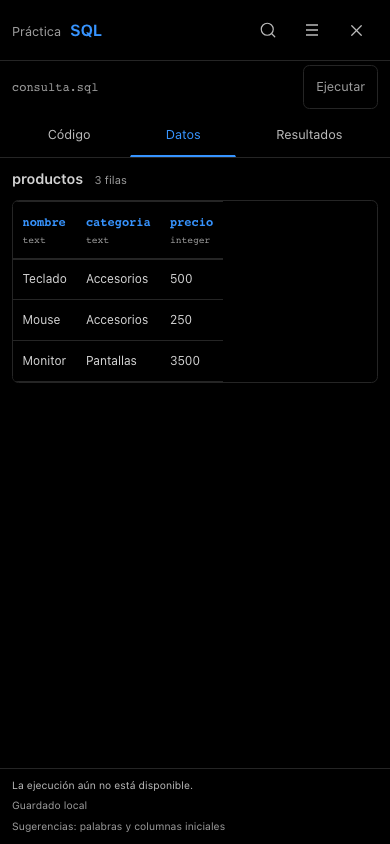 Práctica SQL
consulta.sql Ejecutar
Código Datos Resultados
productos 3 filas
nombre categoria precio
text text integer
Teclado Accesorios 500
Mouse Accesorios 250
Monitor Pantallas 3500
La ejecución aún no está disponible.
Guardado local
Sugerencias: palabras y columnas iniciales